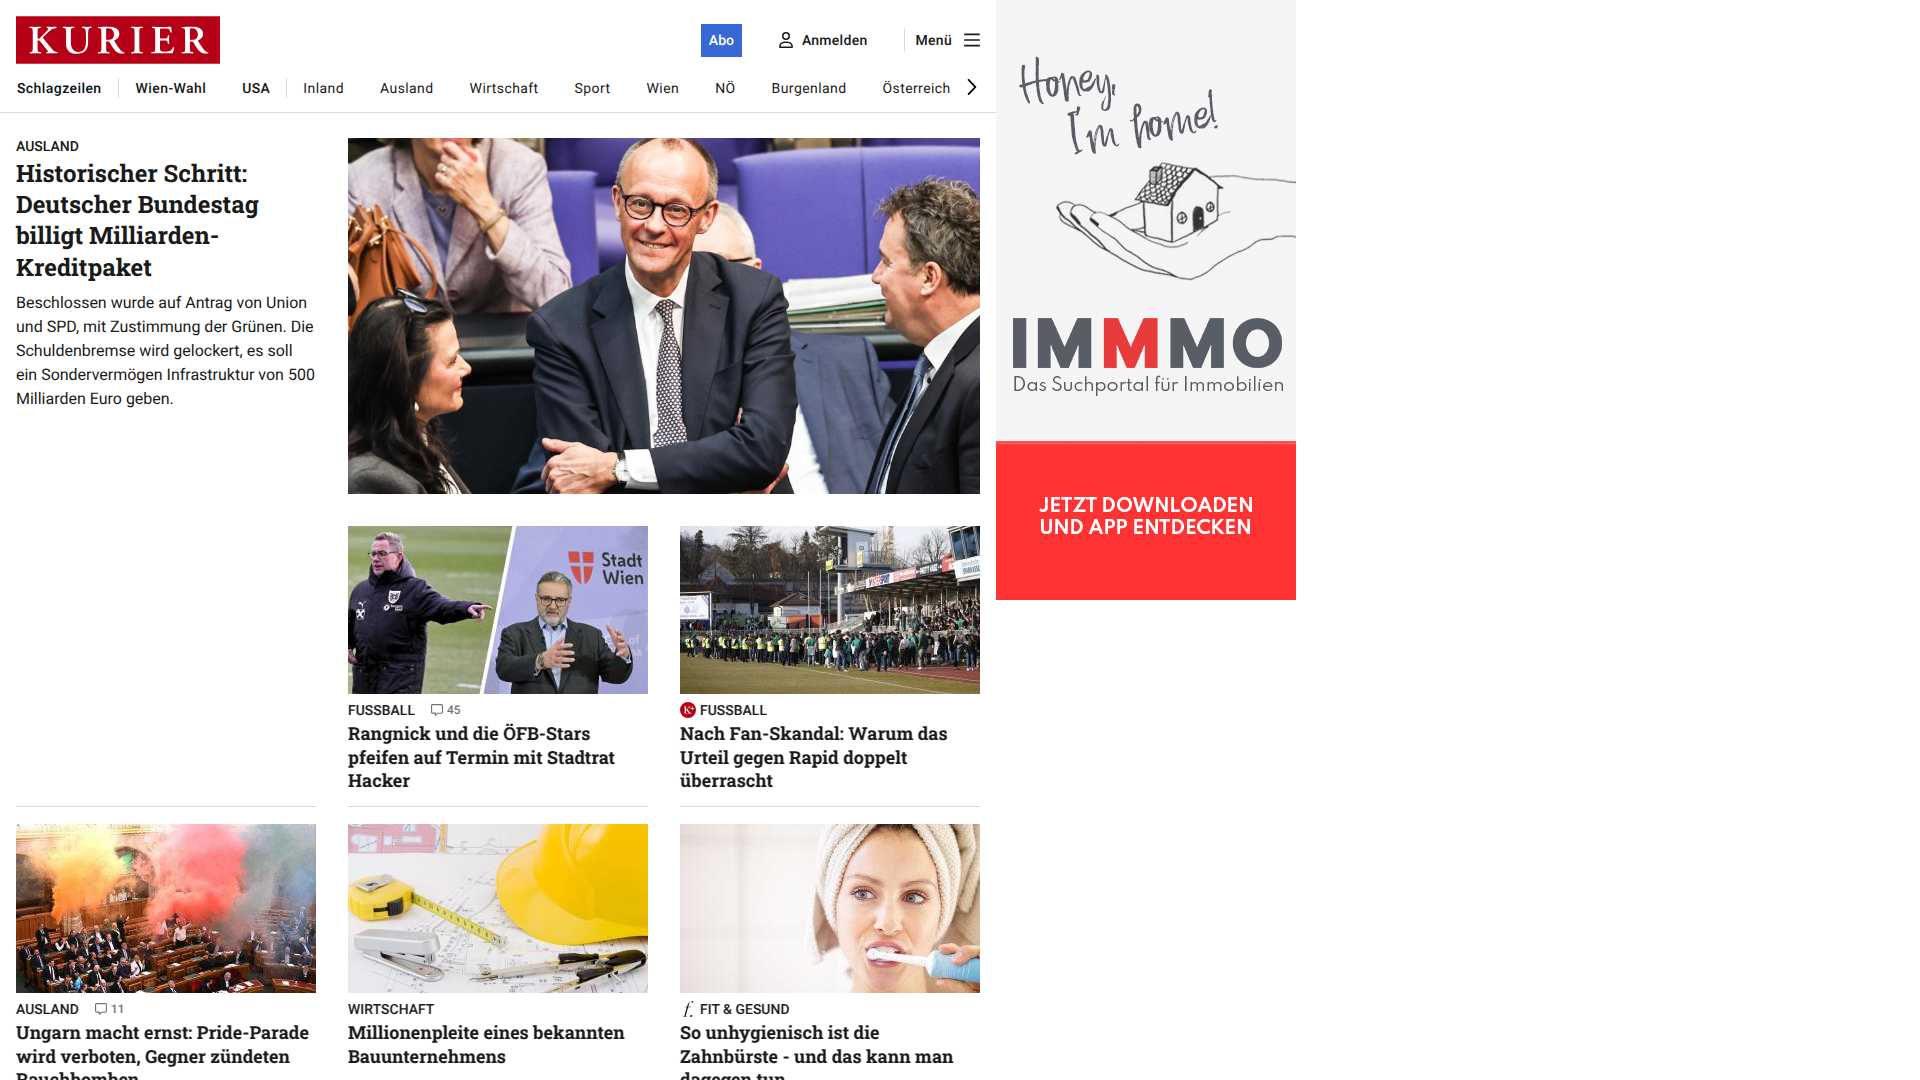 KURIER
Abo
Anmelden
Menü
Schlagzeilen
Wien-Wahl
USA
Inland
Ausland
Wirtschaft
Sport
Wien
NÖ
Burgenland
Österreich
AUSLAND
Historischer Schritt:
Deutscher Bundestag
billigt Milliarden-
Kreditpaket
Beschlossen wurde auf Antrag von Union
und SPD, mit Zustimmung der Grünen. Die
Schuldenbremse wird gelockert, es soll
ein Sondervermögen Infrastruktur von 500
Milliarden Euro geben.
Stadt
Wien
FUSSBALL
45
Rangnick und die ÖFB-Stars
pfeifen auf Termin mit Stadtrat
Hacker
K+
FUSSBALL
Nach Fan-Skandal: Warum das
Urteil gegen Rapid doppelt
überrascht
AUSLAND
11
Ungarn macht ernst: Pride-Parade
wird verboten, Gegner zündeten
Rauchbomben
WIRTSCHAFT
Millionenpleite eines bekannten
Bauunternehmens
f.
FIT & GESUND
So unhygienisch ist die
Zahnbürste - und das kann man
dagegen tun
Honey,
I'm home!
IMMMO
Das Suchportal für Immobilien
JETZT DOWNLOADEN
UND APP ENTDECKEN